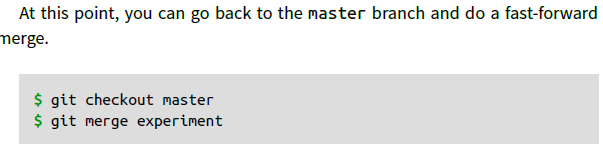 At this point, you can go back to the master branch and do a fast-forward
merge.
$ git checkout master
$ git merge experiment